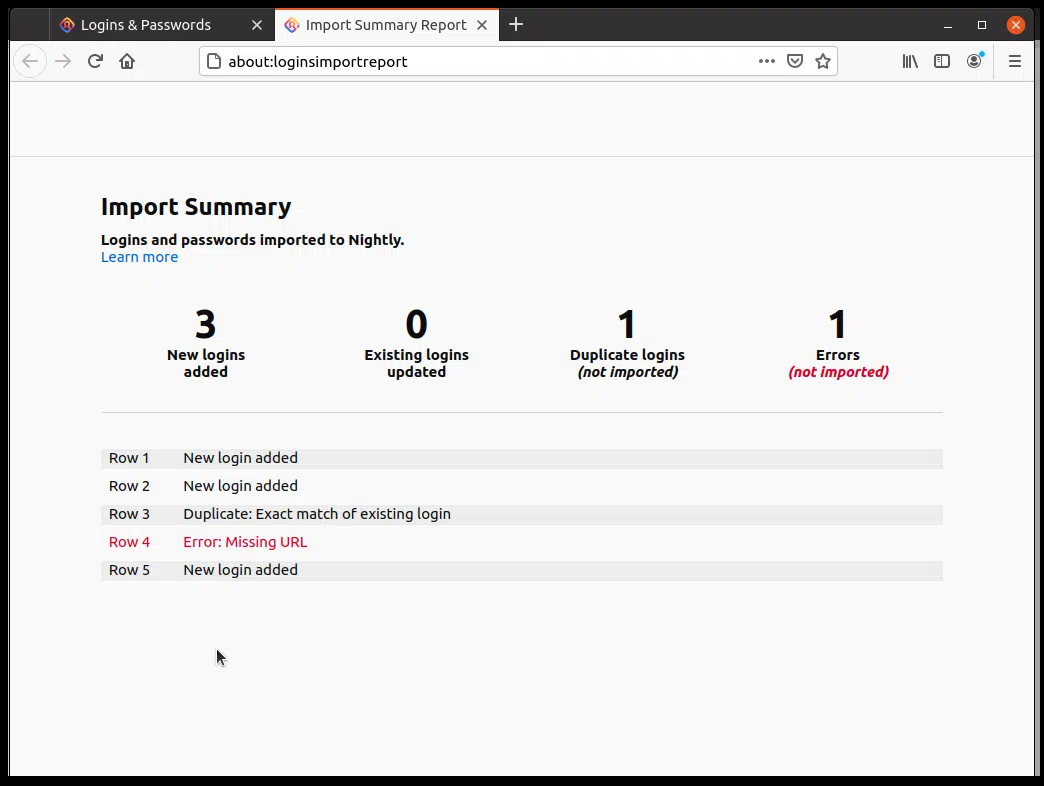 Logins & Passwords
Import Summary Report
about:loginsimportreport
Import Summary
Logins and passwords imported to Nightly.
Learn more
3
New logins
added
0
Existing logins
updated
1
Duplicate logins
(not imported)
1
Errors
(not imported)
Row 1 New login added
Row 2 New login added
Row 3 Duplicate: Exact match of existing login
Row 4 Error: Missing URL
Row 5 New login added